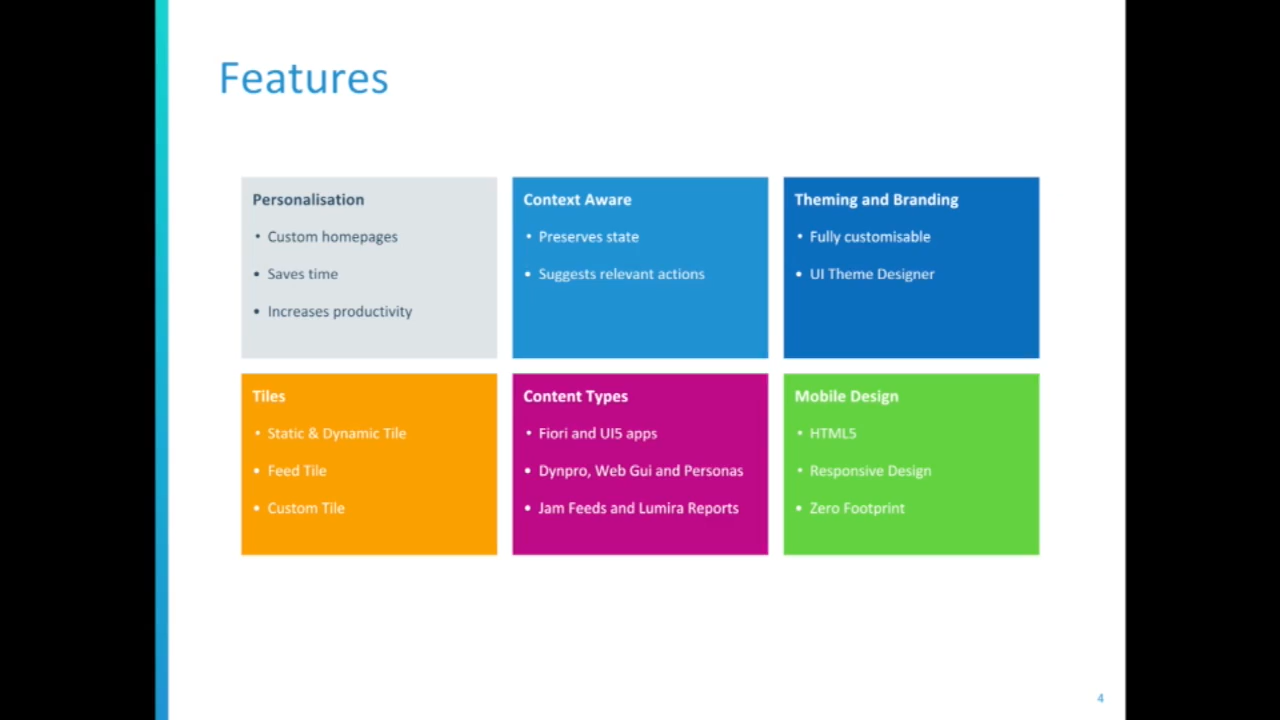 Features
Personalisation
• Custom homepages
• Saves time
• Increases productivity
Context Aware
• Preserves state
• Suggests relevant actions
Theming and Branding
• Fully customisable
• UI Theme Designer
Tiles
• Static & Dynamic Tile
• Feed Tile
• Custom Tile
Content Types
• Fiori and UI5 apps
• Dynpro, Web Gui and Personas
• Jam Feeds and Lumira Reports
Mobile Design
• HTML5
• Responsive Design
• Zero Footprint
4